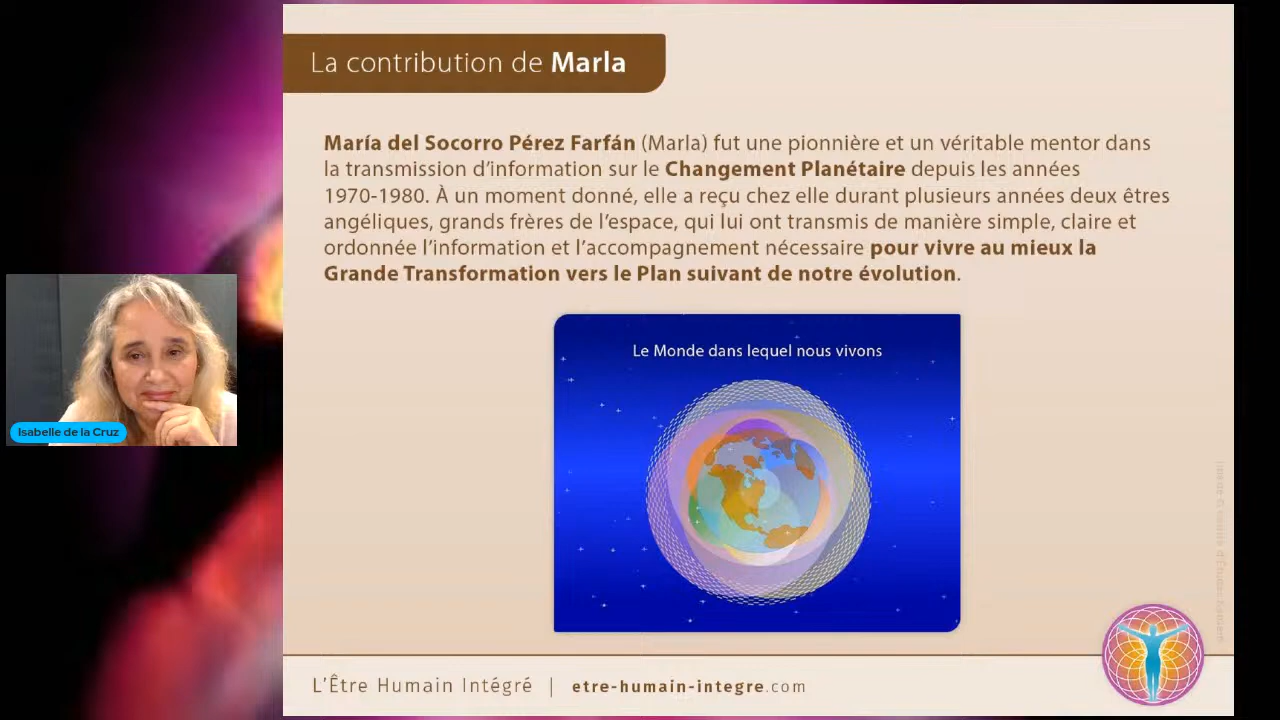 La contribution de Marla
María del Socorro Pérez Farfán (Marla) fut une pionnière et un véritable mentor dans
la transmission d'information sur le Changement Planétaire depuis les années
1970-1980. À un moment donné, elle a reçu chez elle durant plusieurs années deux êtres
angéliques, grands frères de l'espace, qui lui ont transmis de manière simple, claire et
ordonnée l'information et l'accompagnement nécessaire pour vivre au mieux la
Grande Transformation vers le Plan suivant de notre évolution.
Le Monde dans lequel nous vivons
Isabelle de la Cruz
L'Être Humain Intégré | etre-humain-integre.com